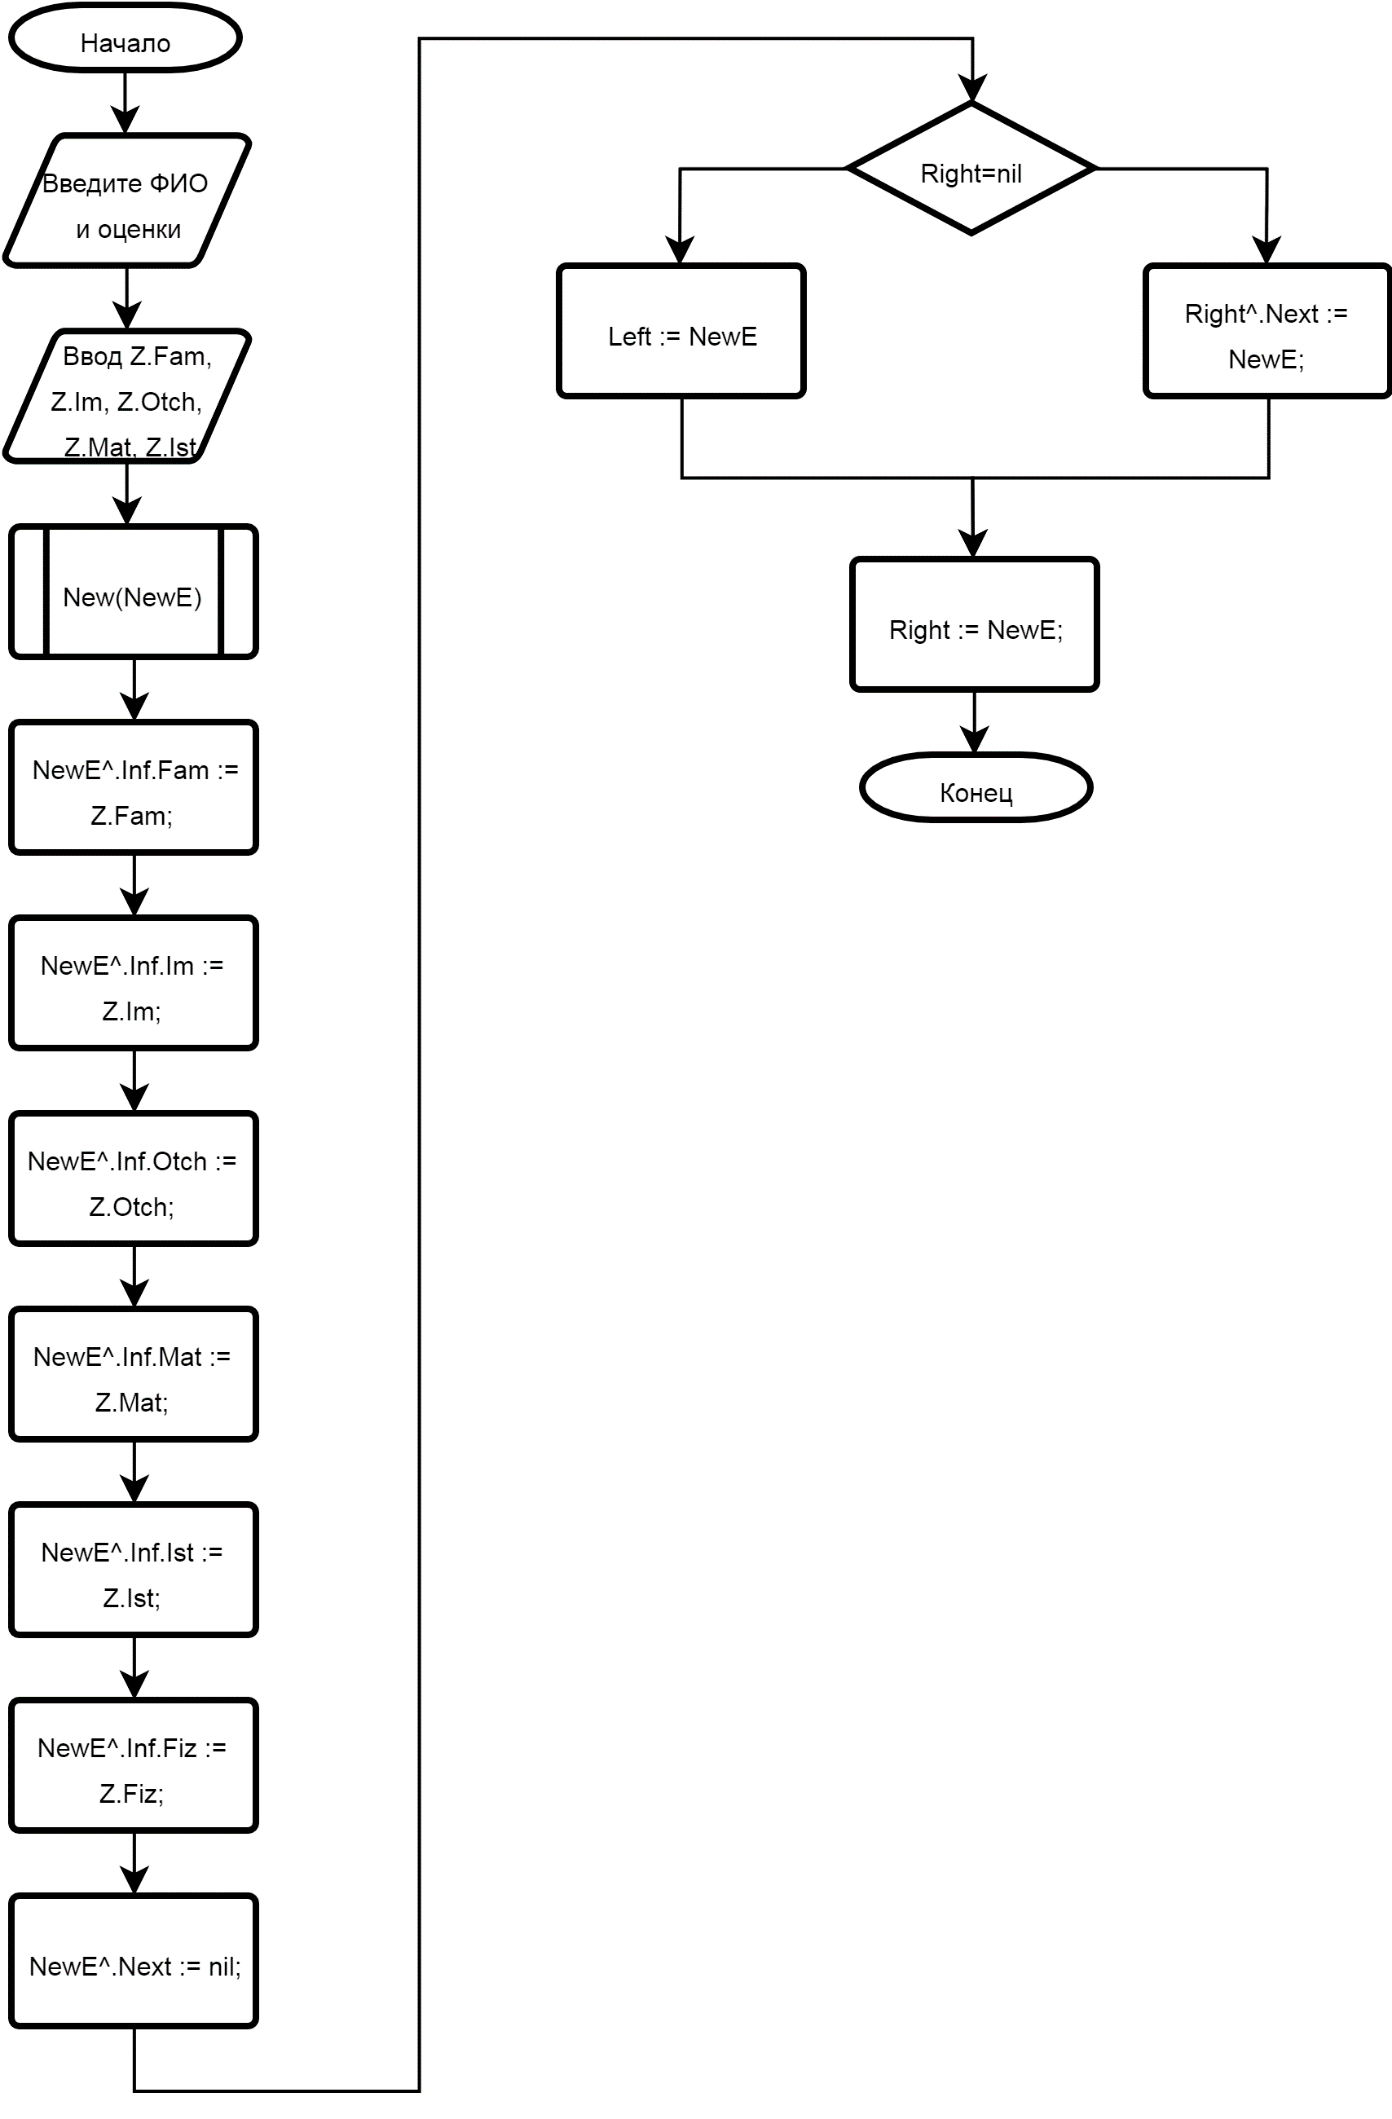 Начало
Введите ФИО
и оценки
Ввод Z.Fam,
Z.Im, Z.Otch,
Z.Mat, Z.Ist
New(NewE)
NewE^.Inf.Fam :=
Z.Fam;
NewE^.Inf.Im :=
Z.Im;
NewE^.Inf.Otch :=
Z.Otch;
NewE^.Inf.Mat :=
Z.Mat;
NewE^.Inf.Ist :=
Z.Ist;
NewE^.Inf.Fiz :=
Z.Fiz;
NewE^.Next := nil;
Right=nil
Left := NewE
Right^.Next :=
NewE;
Right := NewE;
Конец